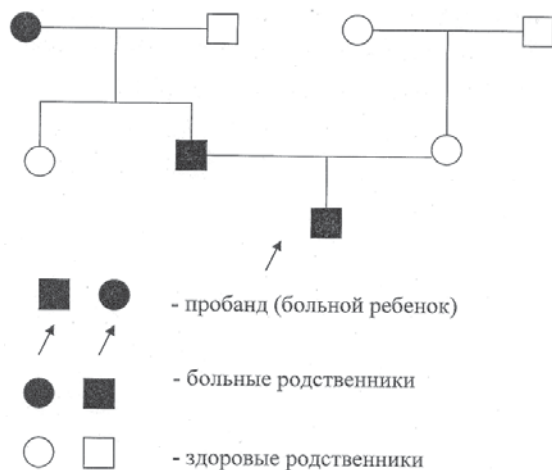 - пробанд (больной ребенок)
- больные родственники
- здоровые родственники